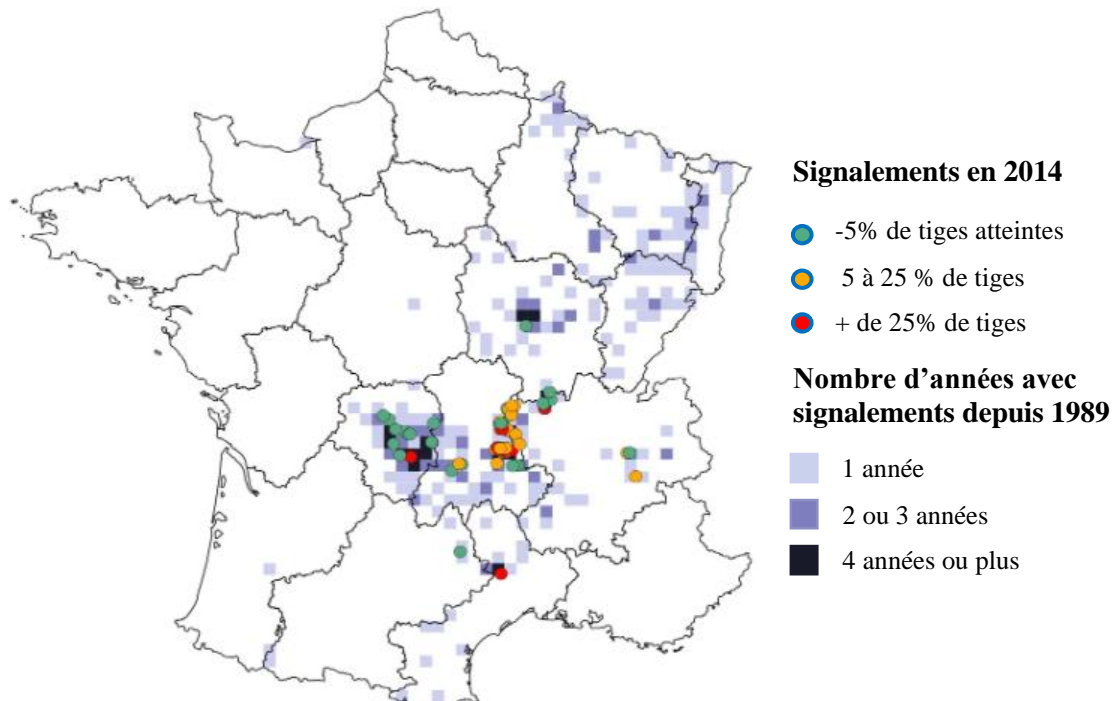 Signalements en 2014
-5% de tiges atteintes
5 à 25 % de tiges
+ de 25% de tiges
Nombre d'années avec
signalements depuis 1989
1 année
2 ou 3 années
4 années ou plus